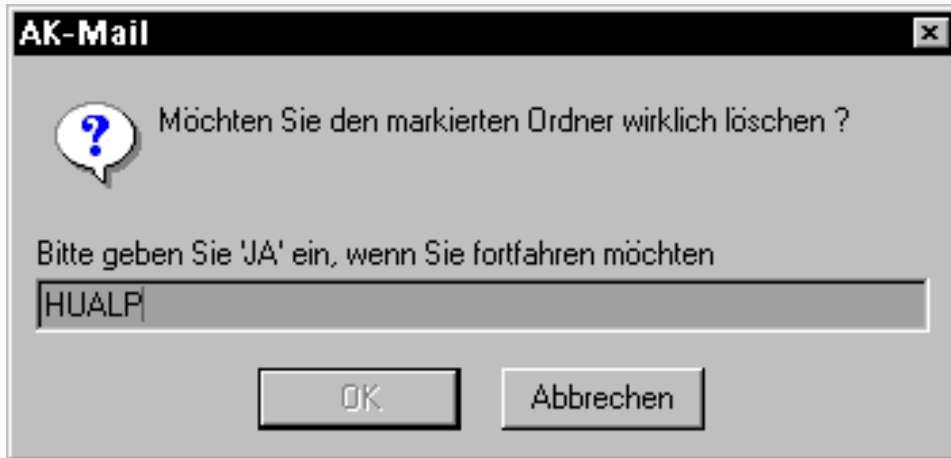 AK-Mail
Möchten Sie den markierten Ordner wirklich löschen ?
Bitte geben Sie 'JA' ein, wenn Sie fortfahren möchten
HUALP
OK
Abbrechen